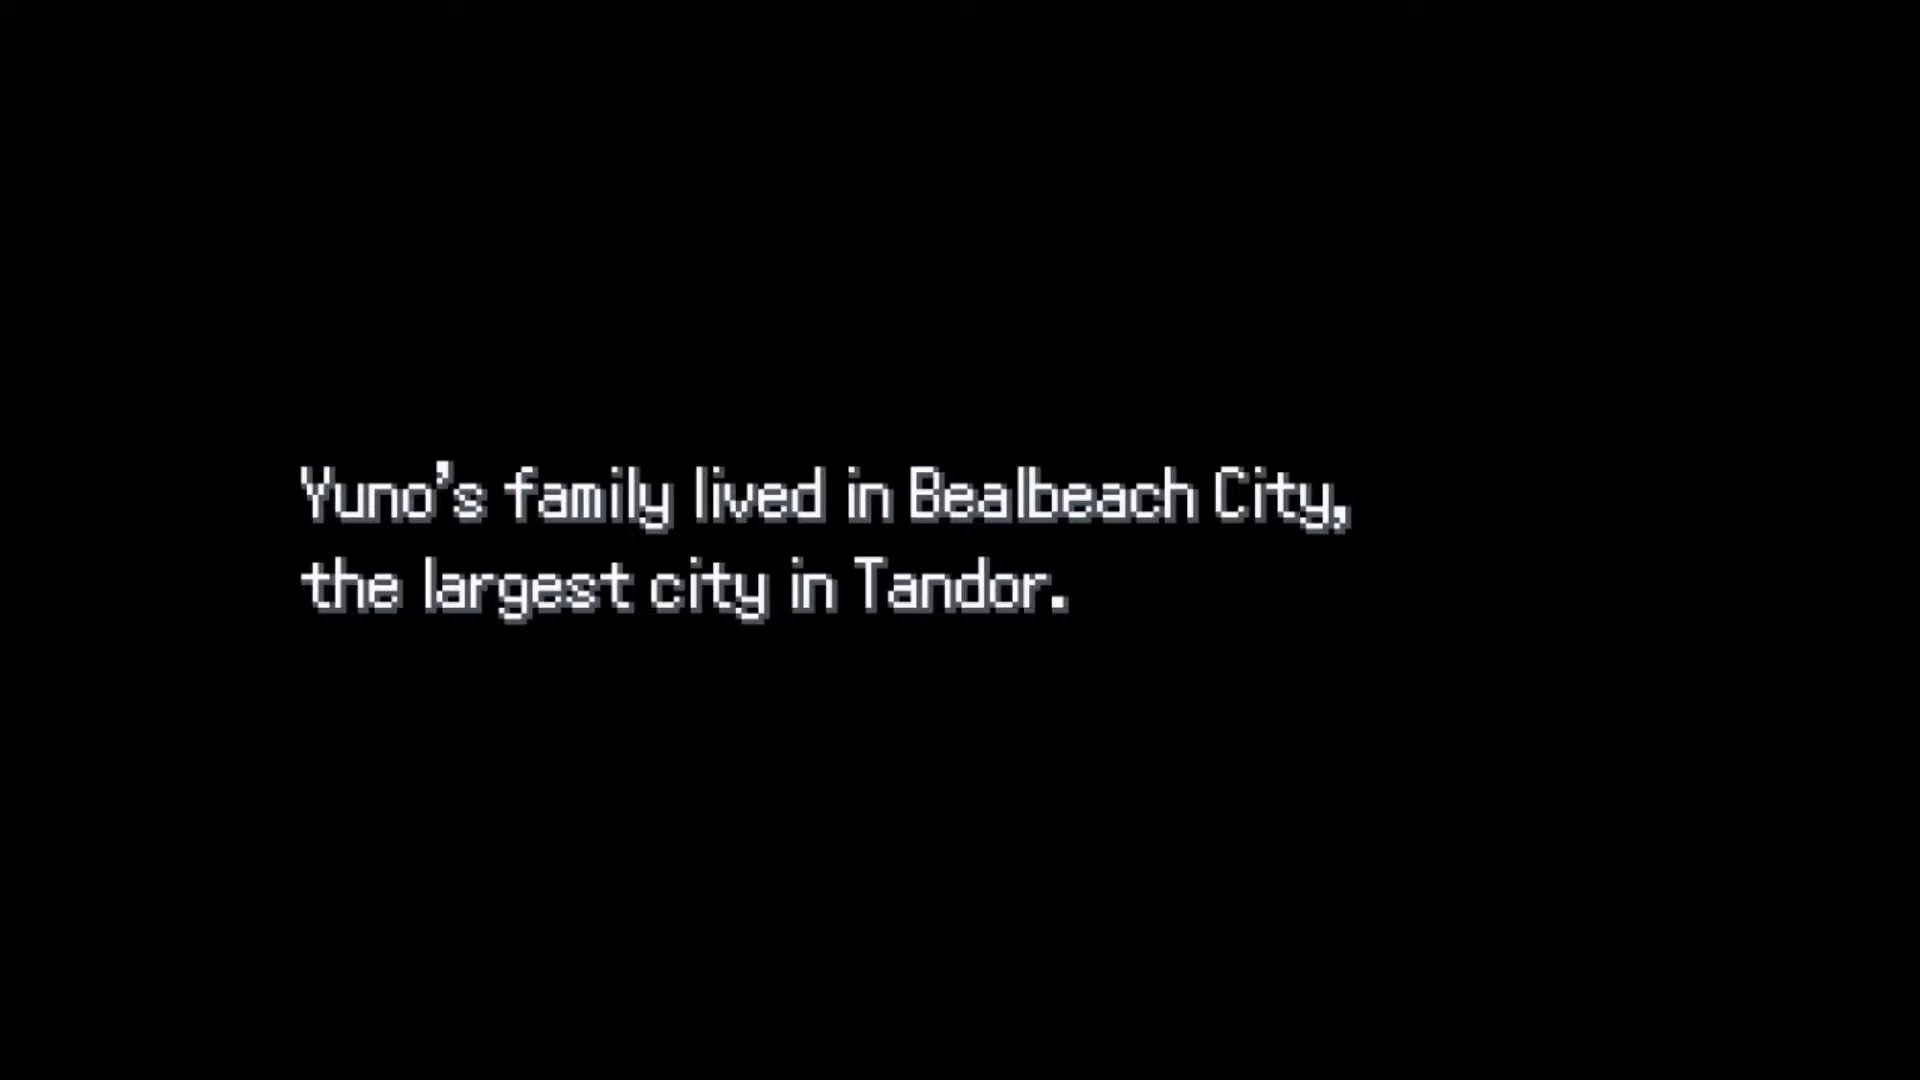 Yuno's family lived in Bealbeach City,
the largest city in Tandor.